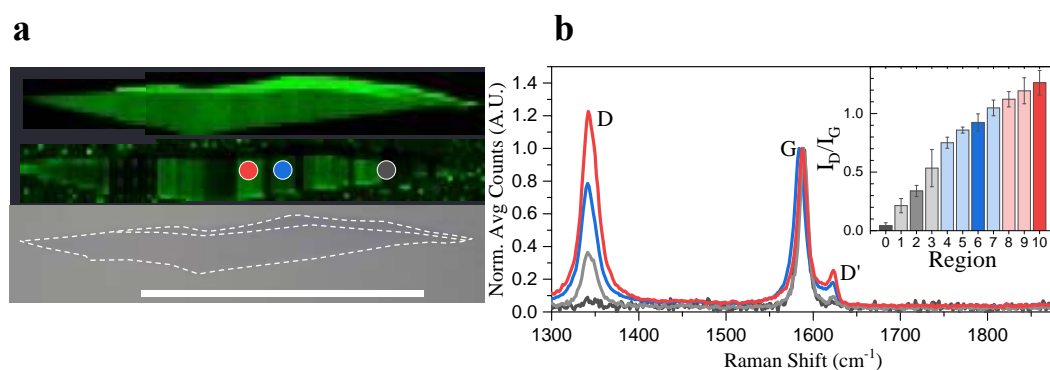 a
b
Norm. Avg Counts (A.U.)
1.4
1.2
1.0
0.8
0.6
0.4
0.2
0.0
D
G
D'
1300
1400
1500
1600
1700
1800
Raman Shift (cm⁻¹)
I_D/I_G
1.0
0.5
0.0
0 1 2 3 4 5 6 7 8 9 10
Region